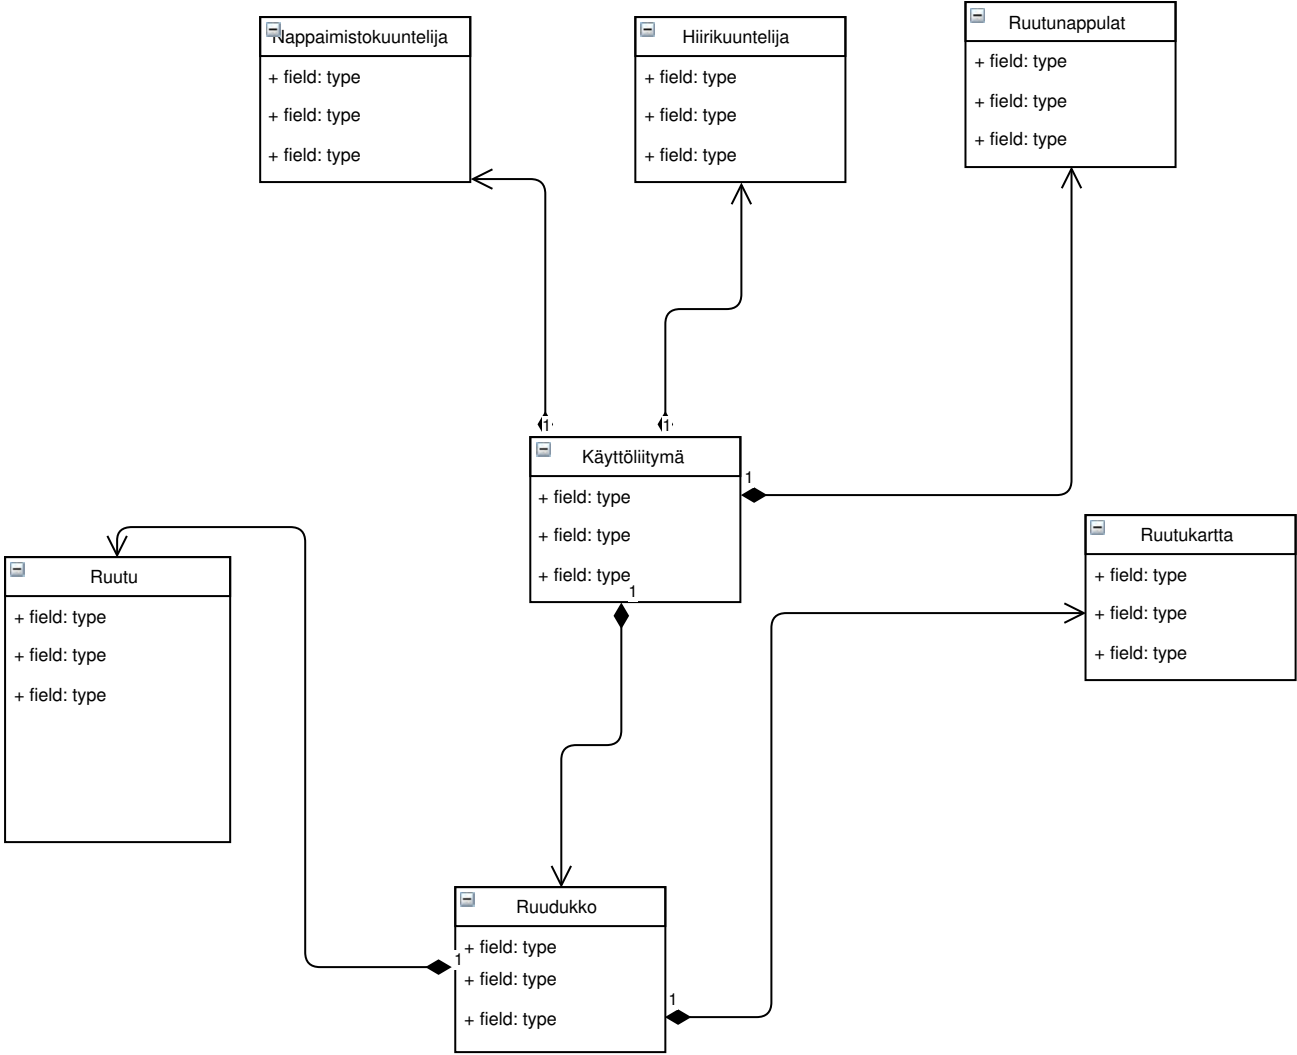 Nappaimistokuuntelija
+ field: type
+ field: type
+ field: type
Hiirikuuntelija
+ field: type
+ field: type
+ field: type
Ruutunappulat
+ field: type
+ field: type
+ field: type
1
1
Käyttöliitymä
+ field: type
+ field: type
+ field: type
1
1
Ruutukartta
+ field: type
+ field: type
+ field: type
Ruutu
+ field: type
+ field: type
+ field: type
Ruudukko
+ field: type
+ field: type
+ field: type
1
1